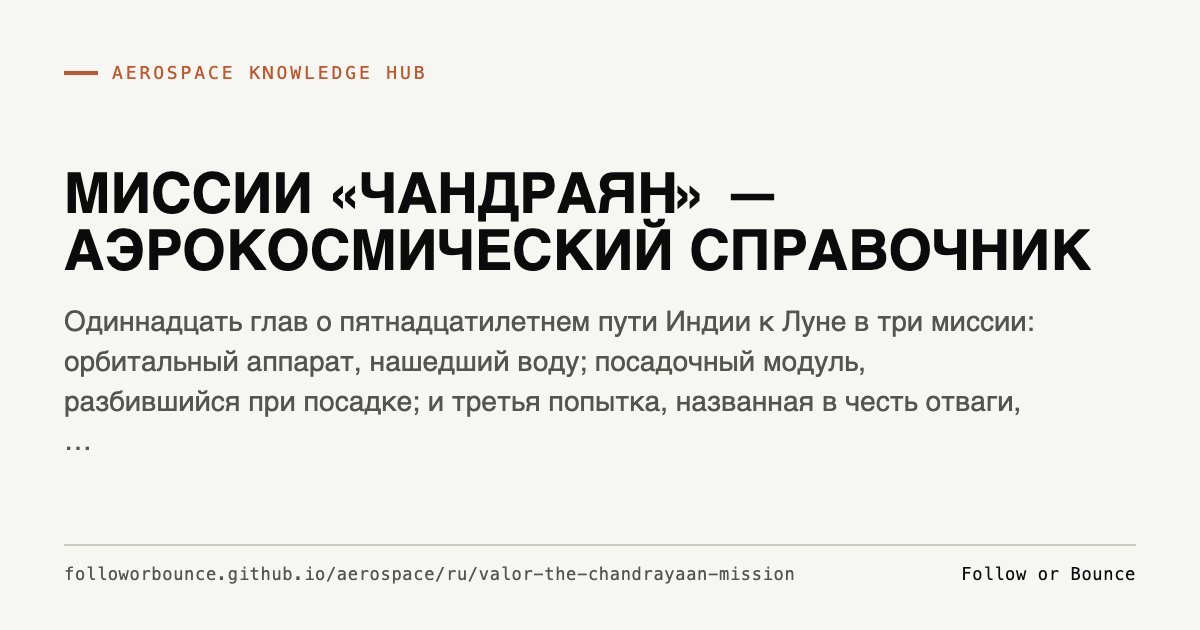 AEROSPACE KNOWLEDGE HUB
МИССИИ «ЧАНДРАЯН» —
АЭРОКОСМИЧЕСКИЙ СПРАВОЧНИК
Одиннадцать глав о пятнадцатилетнем пути Индии к Луне в три миссии:
орбитальный аппарат, нашедший воду; посадочный модуль,
разбившийся при посадке; и третья попытка, названная в честь отваги,
…
followorbounce.github.io/aerospace/ru/valor-the-chandrayaan-mission
Follow or Bounce